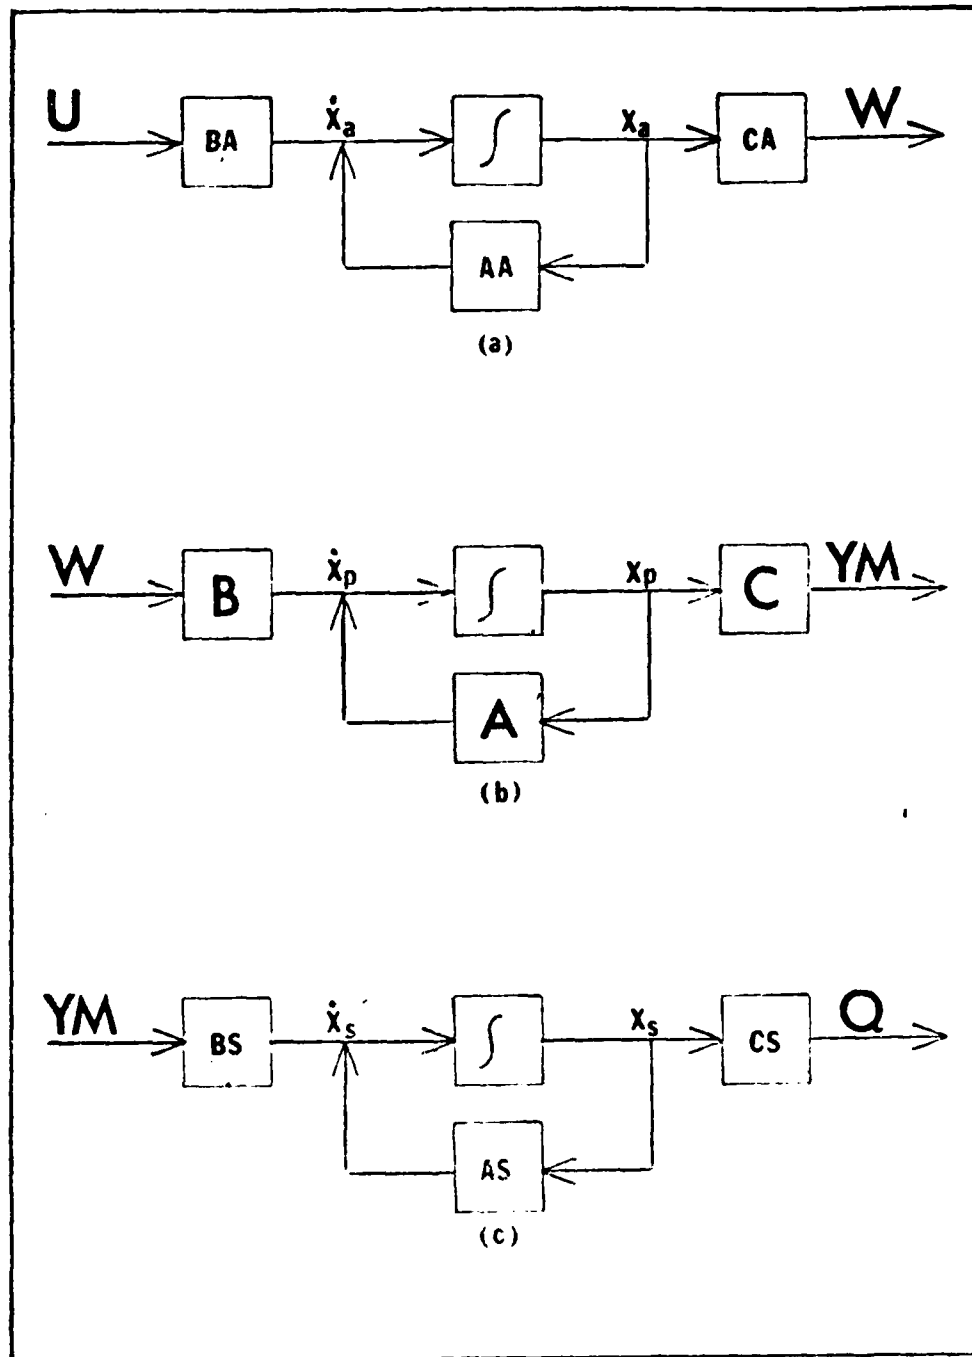 U BA Ẋa ∫ Xa CA W
AA
(a)
W B Ẋp ∫ Xp C YM
A
(b)
YM BS Ẋs ∫ Xs CS Q
AS
(c)